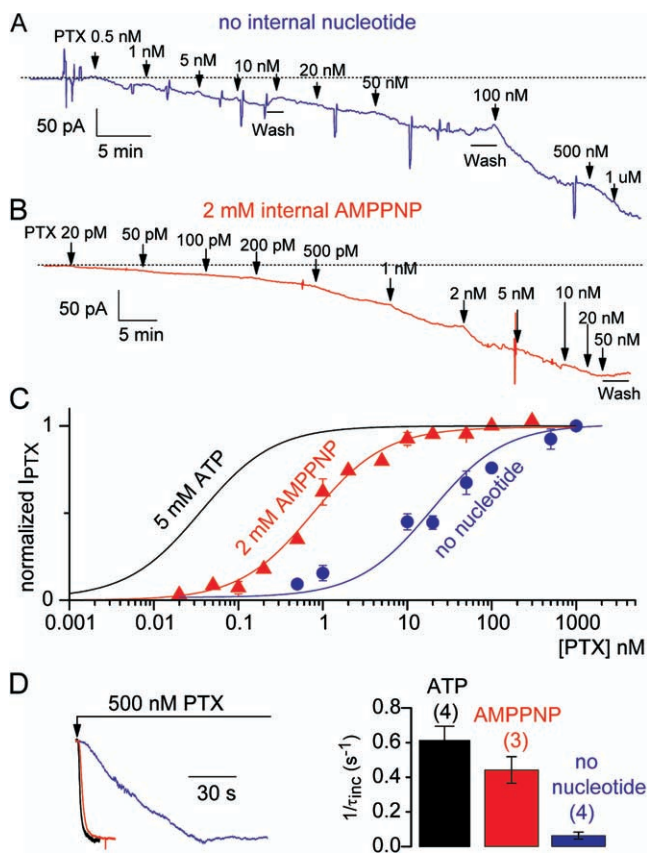 A
no internal nucleotide
PTX 0.5 nM
1 nM
5 nM
10 nM
20 nM
50 nM
100 nM
50 pA
5 min
Wash
Wash
500 nM
1 uM
B
2 mM internal AMPPNP
PTX 20 pM
50 pM
100 pM
200 pM
500 pM
1 nM
2 nM
5 nM
10 nM
20 nM
50 nM
50 pA
5 min
Wash
C
normalized IPTX
1
0
5 mM ATP
2 mM AMPPNP
no nucleotide
0.001 0.01 0.1 1 10 100 1000
[PTX] nM
D
500 nM PTX
30 s
1/τinc (s-1)
0.8
0.6
0.4
0.2
0.0
ATP
(4)
AMPPNP
(3)
no
nucleotide
(4)